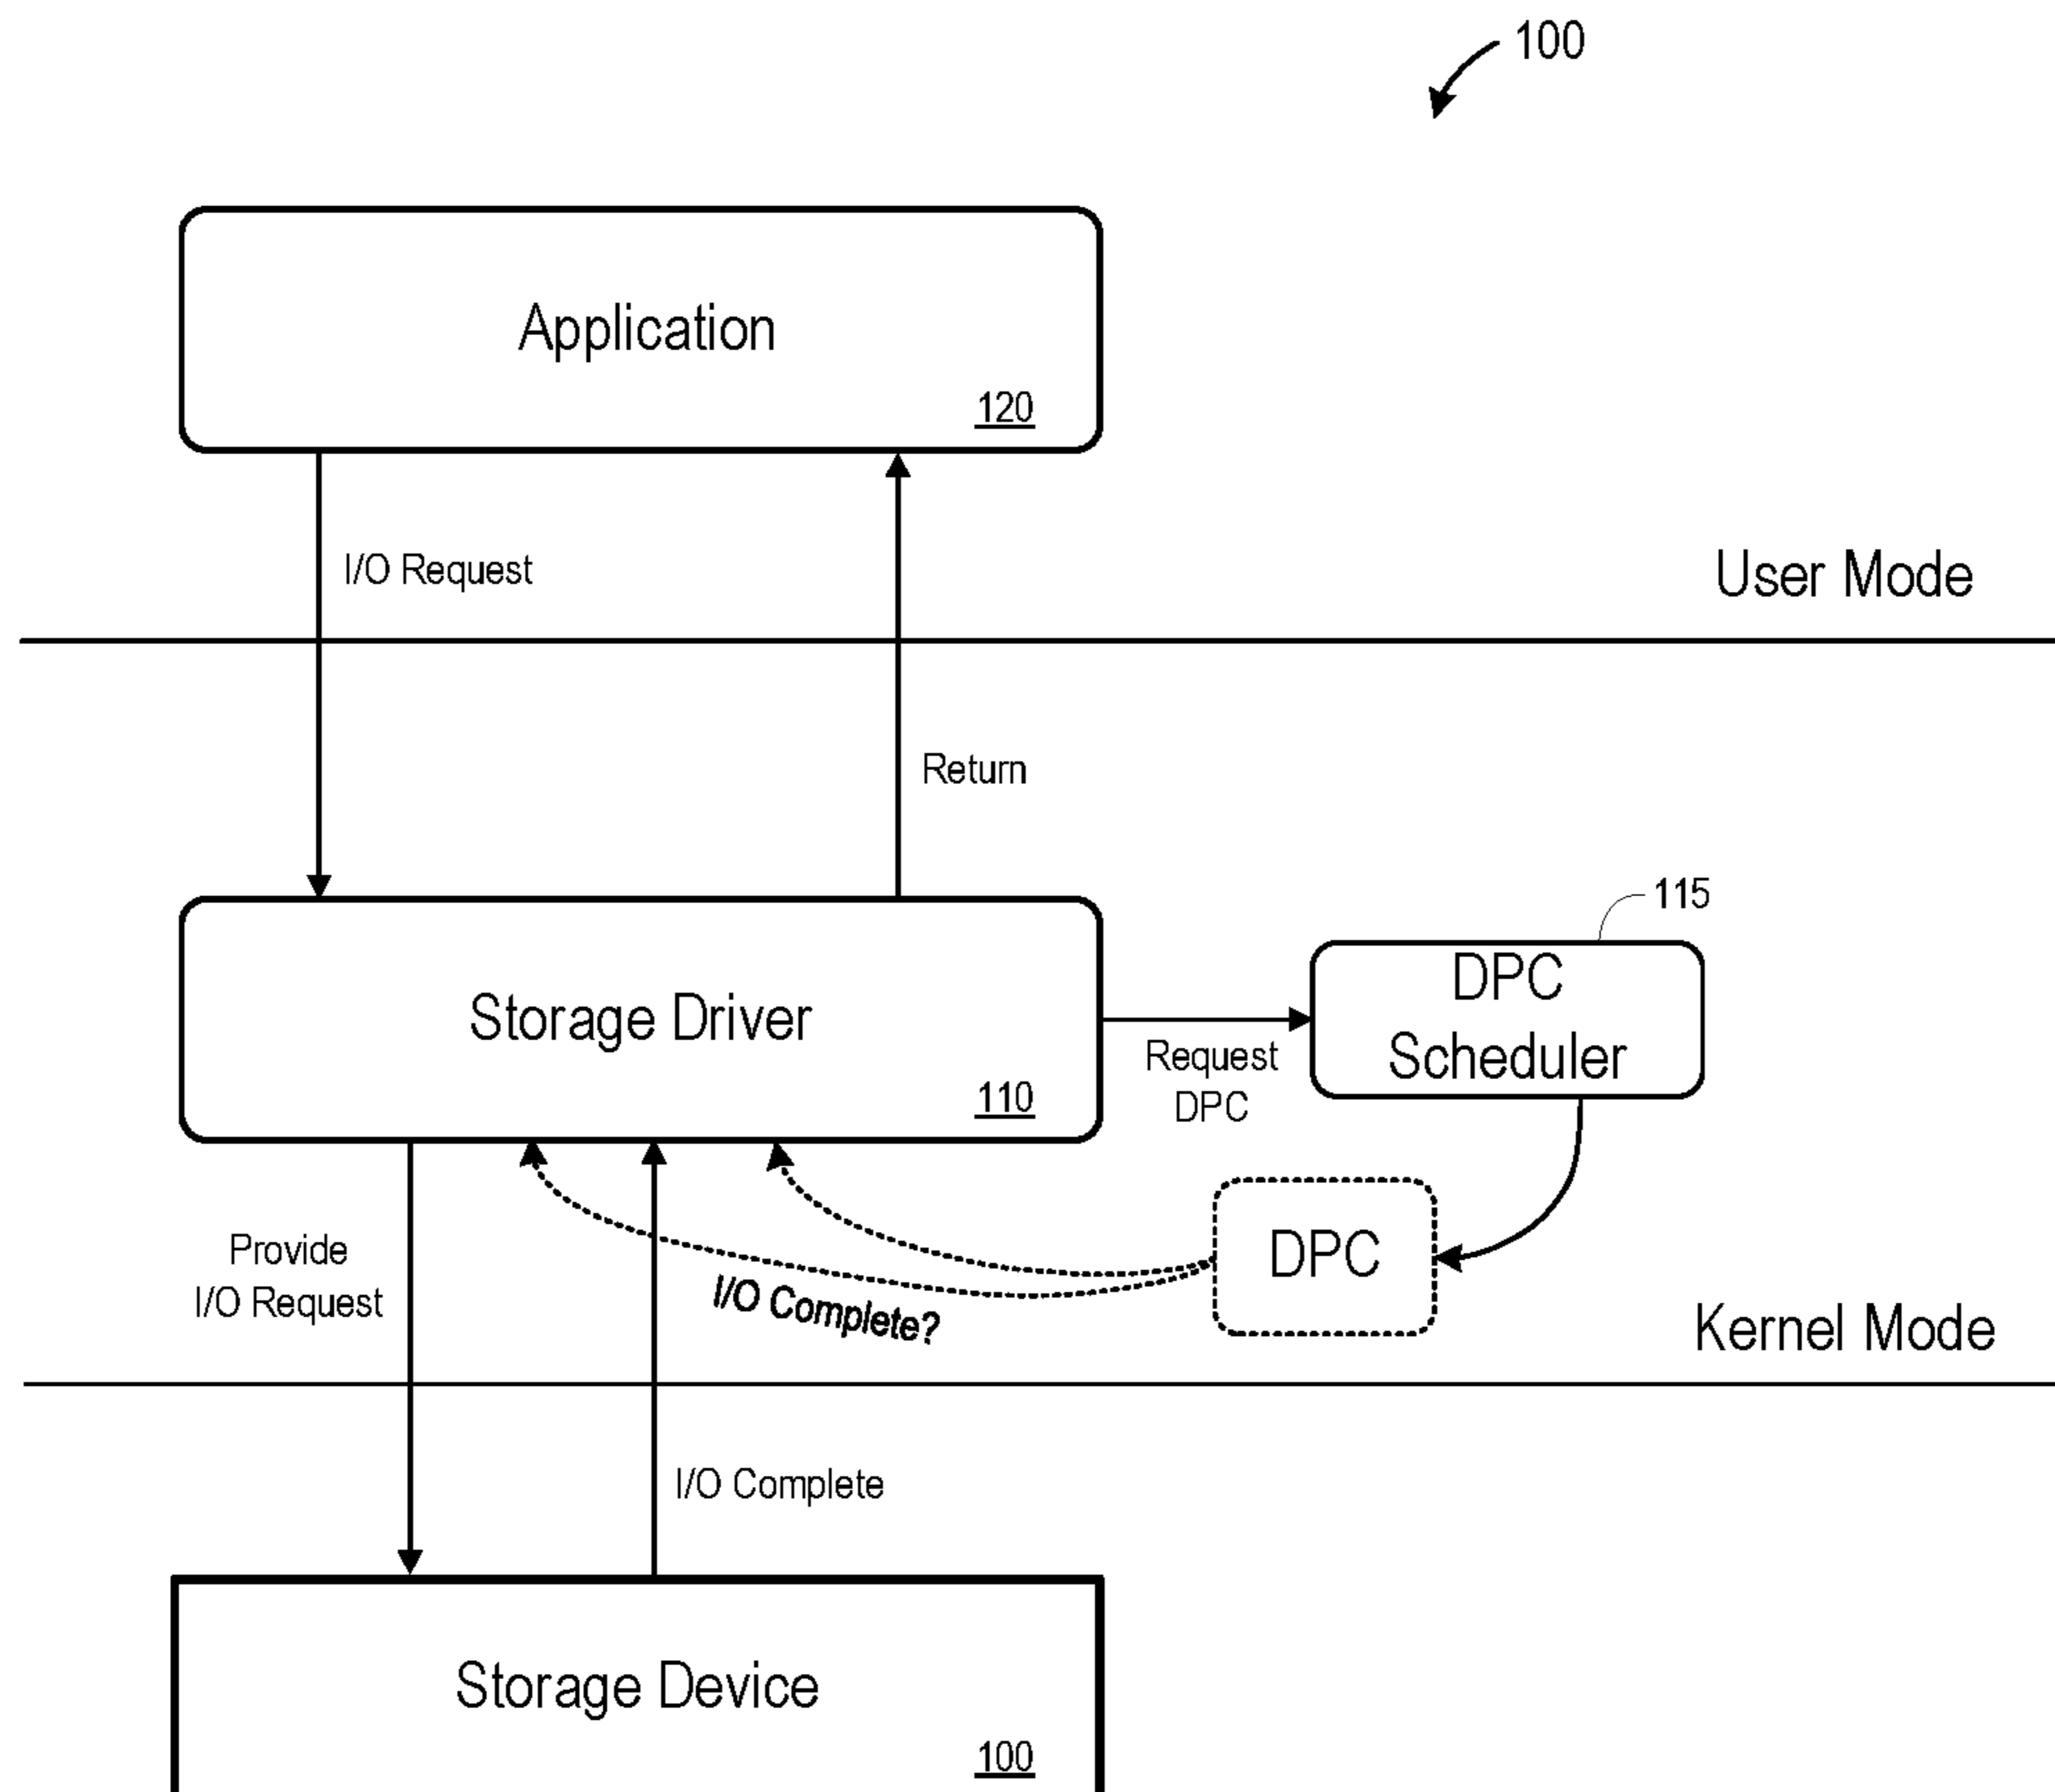 100
Application
120
I/O Request
User Mode
Return
115
DPC
Scheduler
Storage Driver
110
Request
DPC
DPC
Provide
I/O Request
I/O Complete?
Kernel Mode
I/O Complete
Storage Device
100